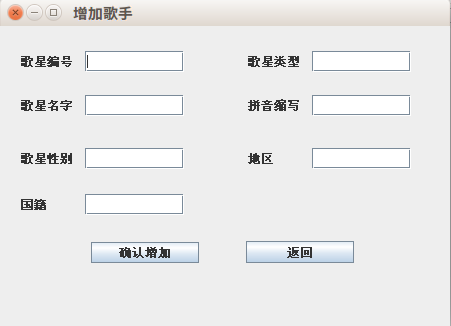 增加歌手
歌星编号 歌星类型
歌星名字 拼音缩写
歌星性别 地区
国籍
确认增加 返回